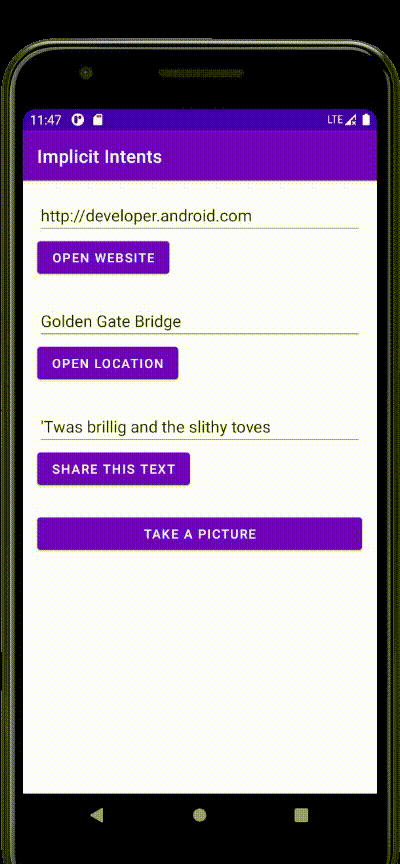 11:47 LTE
Implicit Intents
http://developer.android.com
OPEN WEBSITE
Golden Gate Bridge
OPEN LOCATION
'Twas brillig and the slithy toves
SHARE THIS TEXT
TAKE A PICTURE